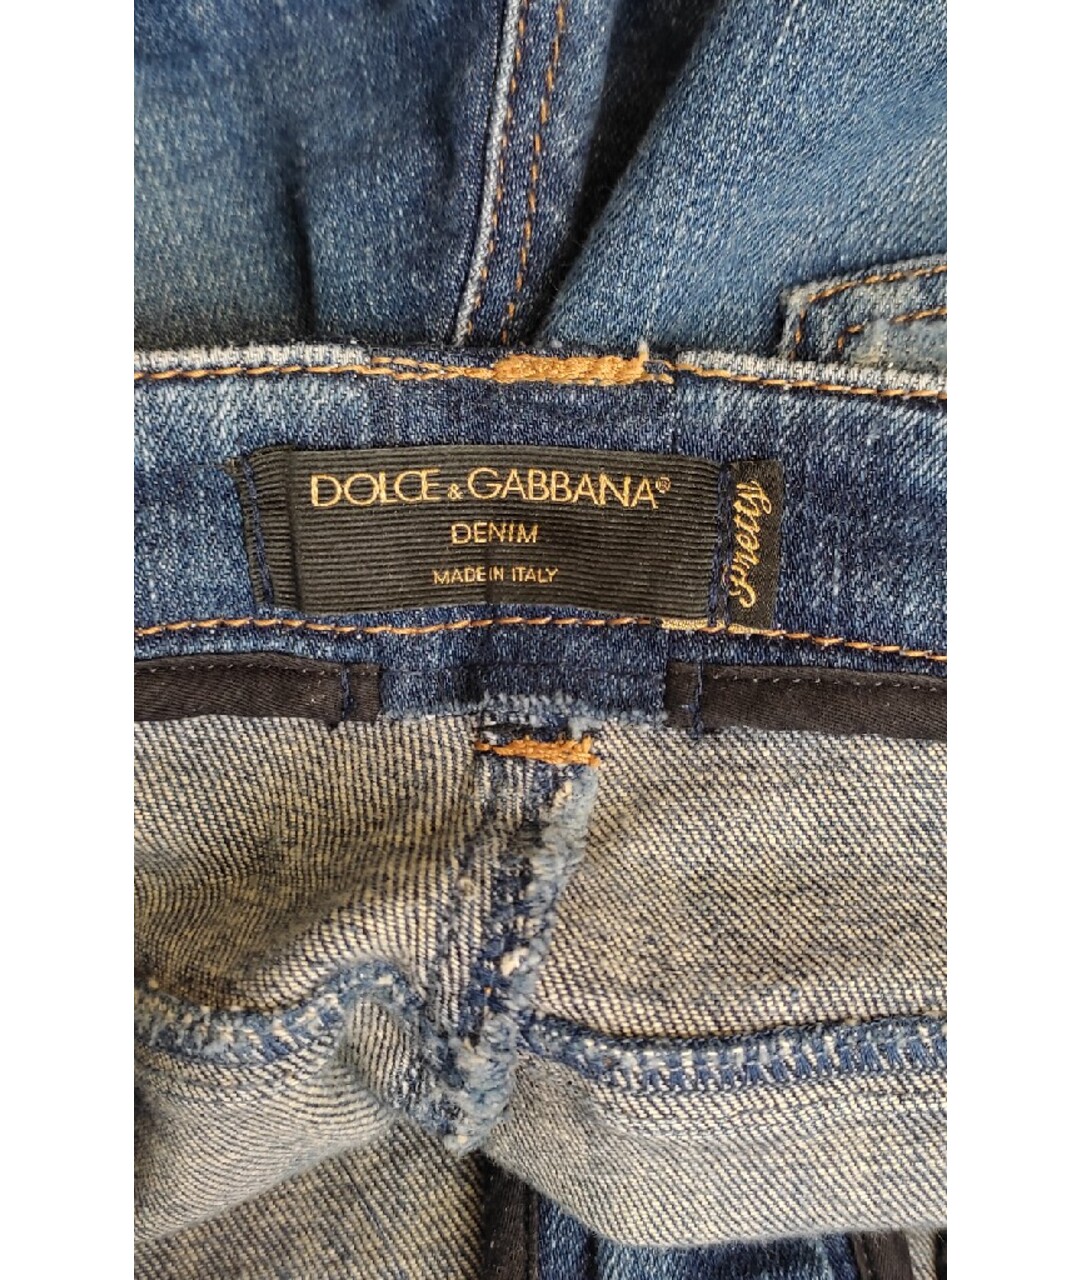 DOLCE & GABBANA®
DENIM
MADE IN ITALY
Pretty